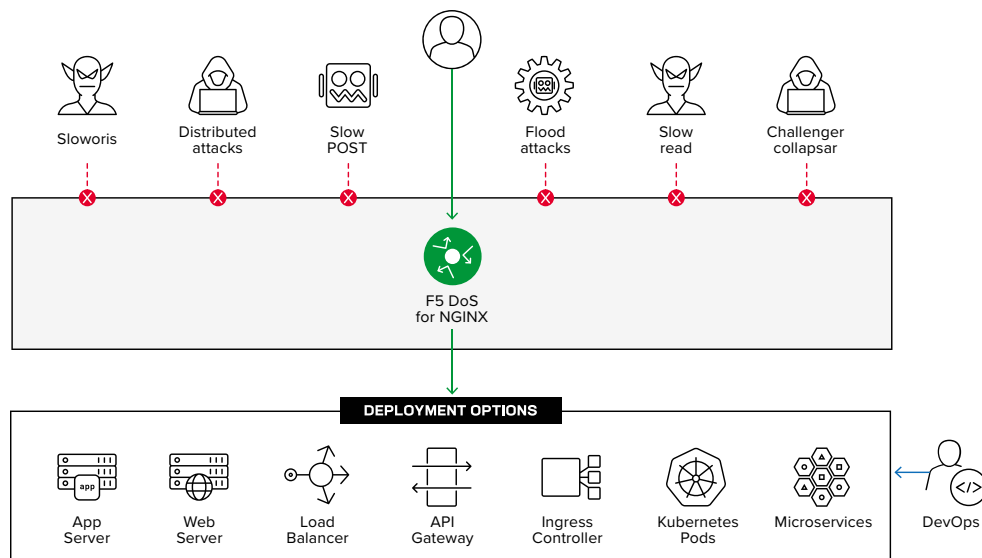 Sloworis
Distributed
attacks
Slow
POST
Flood
attacks
Slow
read
Challenger
collapsar
X
X
X
X
X
X
F5 DoS
for NGINX
DEPLOYMENT OPTIONS
app
</>
App
Server
Web
Server
Load
Balancer
API
Gateway
Ingress
Controller
Kubernetes
Pods
Microservices
DevOps